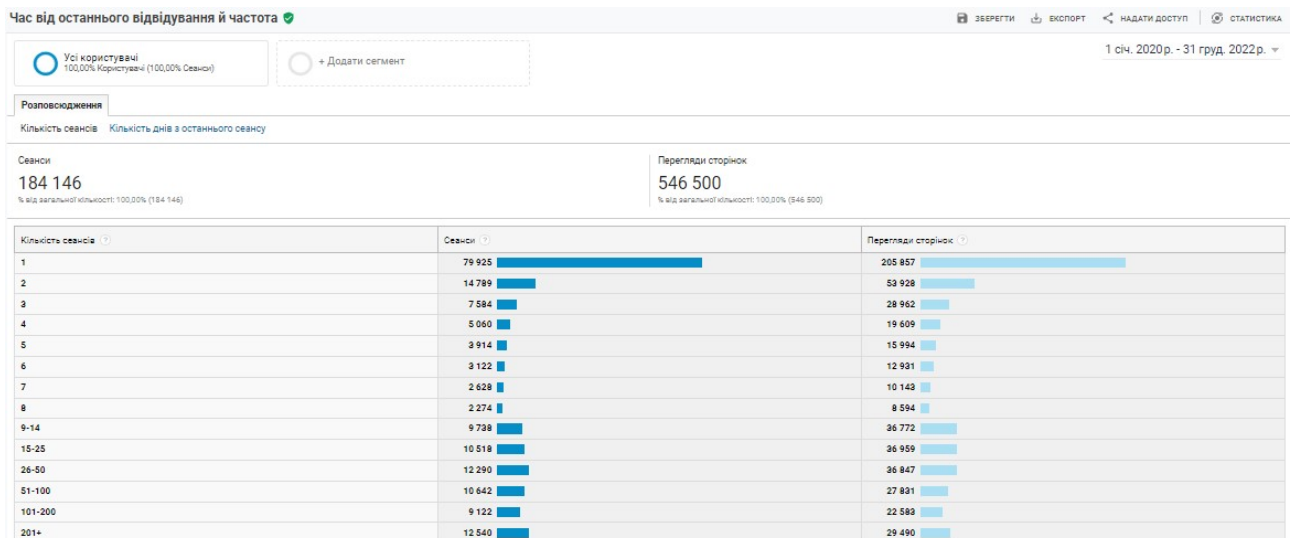 Час від останнього відвідування й частота
ЗБЕРЕГТИ ЕКСПОРТ НАДАТИ ДОСТУП СТАТИСТИКА
Усі користувачі
100,00% Користувачі (100,00% Сеанси)
+ Додати сегмент
1 січ. 2020 р. - 31 груд. 2022 р.
Розповсюдження
Кількість сеансів Кількість днів з останнього сеансу
Сеанси
184 146
% від загальної кількості: 100,00% (184 146)
Перегляди сторінок
546 500
% від загальної кількості: 100,00% (546 500)
Кількість сеансів ? Сеанси ? Перегляди сторінок ?
1 79 925 205 857
2 14 789 53 928
3 7 584 28 962
4 5 060 19 609
5 3 914 15 994
6 3 122 12 931
7 2 628 10 143
8 2 274 8 594
9-14 9 738 36 772
15-25 10 518 36 959
26-50 12 290 36 847
51-100 10 642 27 831
101-200 9 122 22 583
201+ 12 540 29 490